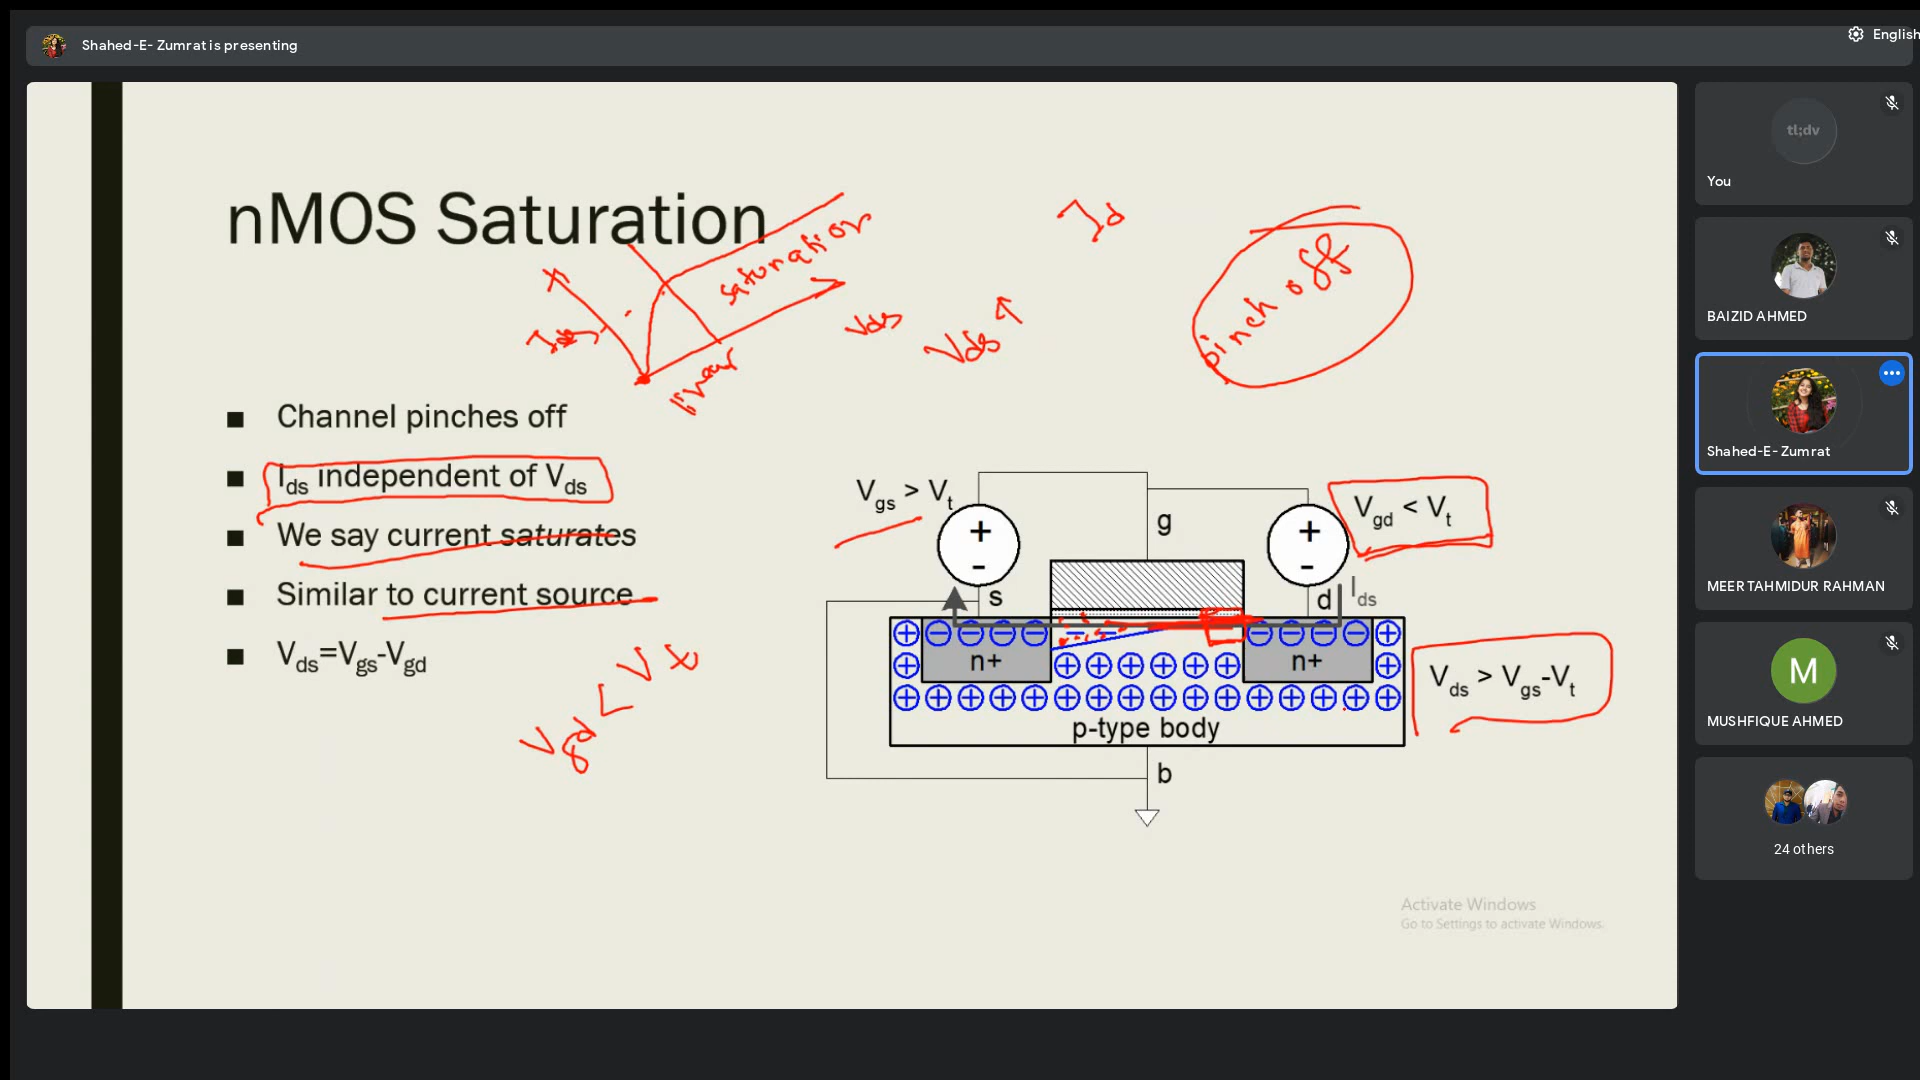 Shahed-E- Zumrat is presenting
English
nMOS Saturation
saturation
Ids
Vds
linear
Vds ↑
Id
pinch off
■ Channel pinches off
■ Ids independent of Vds
■ We say current saturates
■ Similar to current source
■ Vds=Vgs-Vgd
Vgd < Vt
Vgs > Vt
Vgd < Vt
+
-
+
-
g
s
d
Ids
n+
n+
p-type body
b
Vds > Vgs-Vt
Activate Windows
Go to Settings to activate Windows.
tl;dv
You
BAIZID AHMED
Shahed-E- Zumrat
MEER TAHMIDUR RAHMAN
M
MUSHFIQUE AHMED
24 others